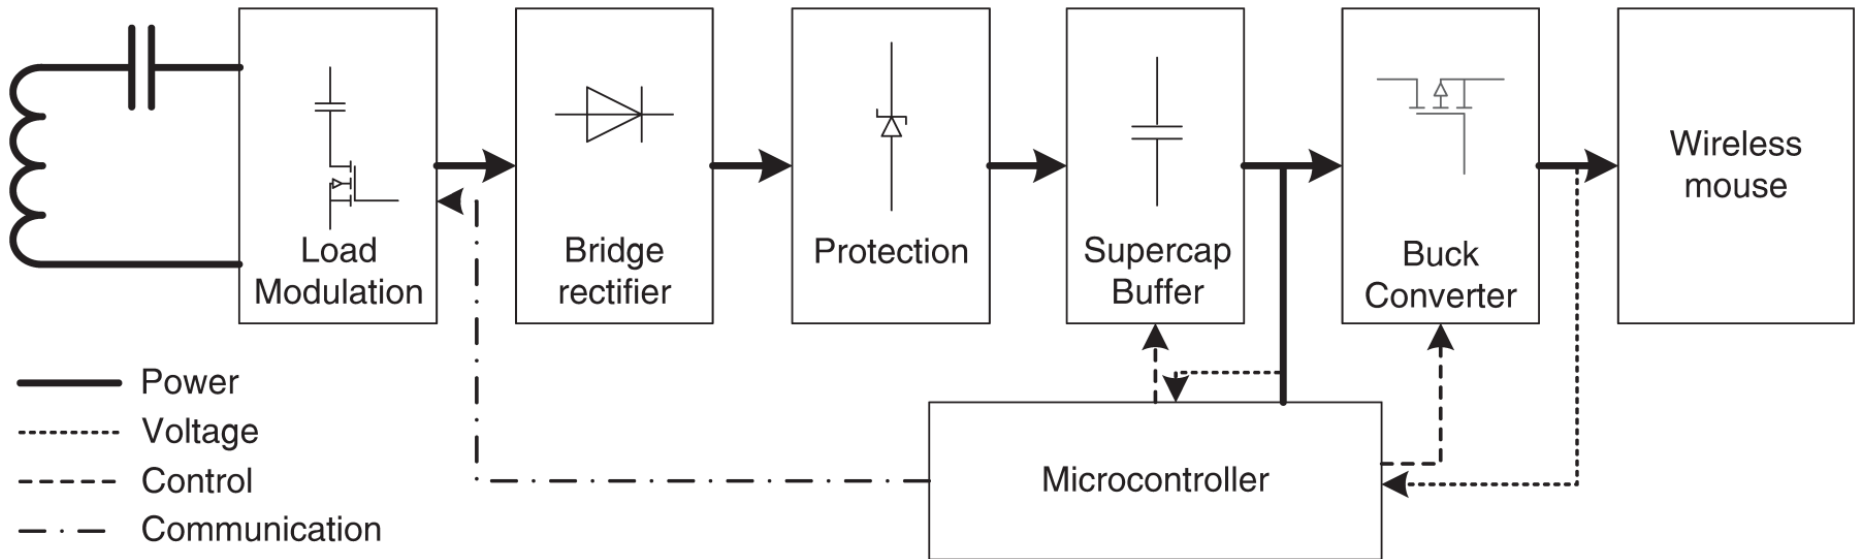 Load
Modulation
Bridge
rectifier
Protection
Supercap
Buffer
Buck
Converter
Wireless
mouse
Power
Voltage
Control
Communication
Microcontroller